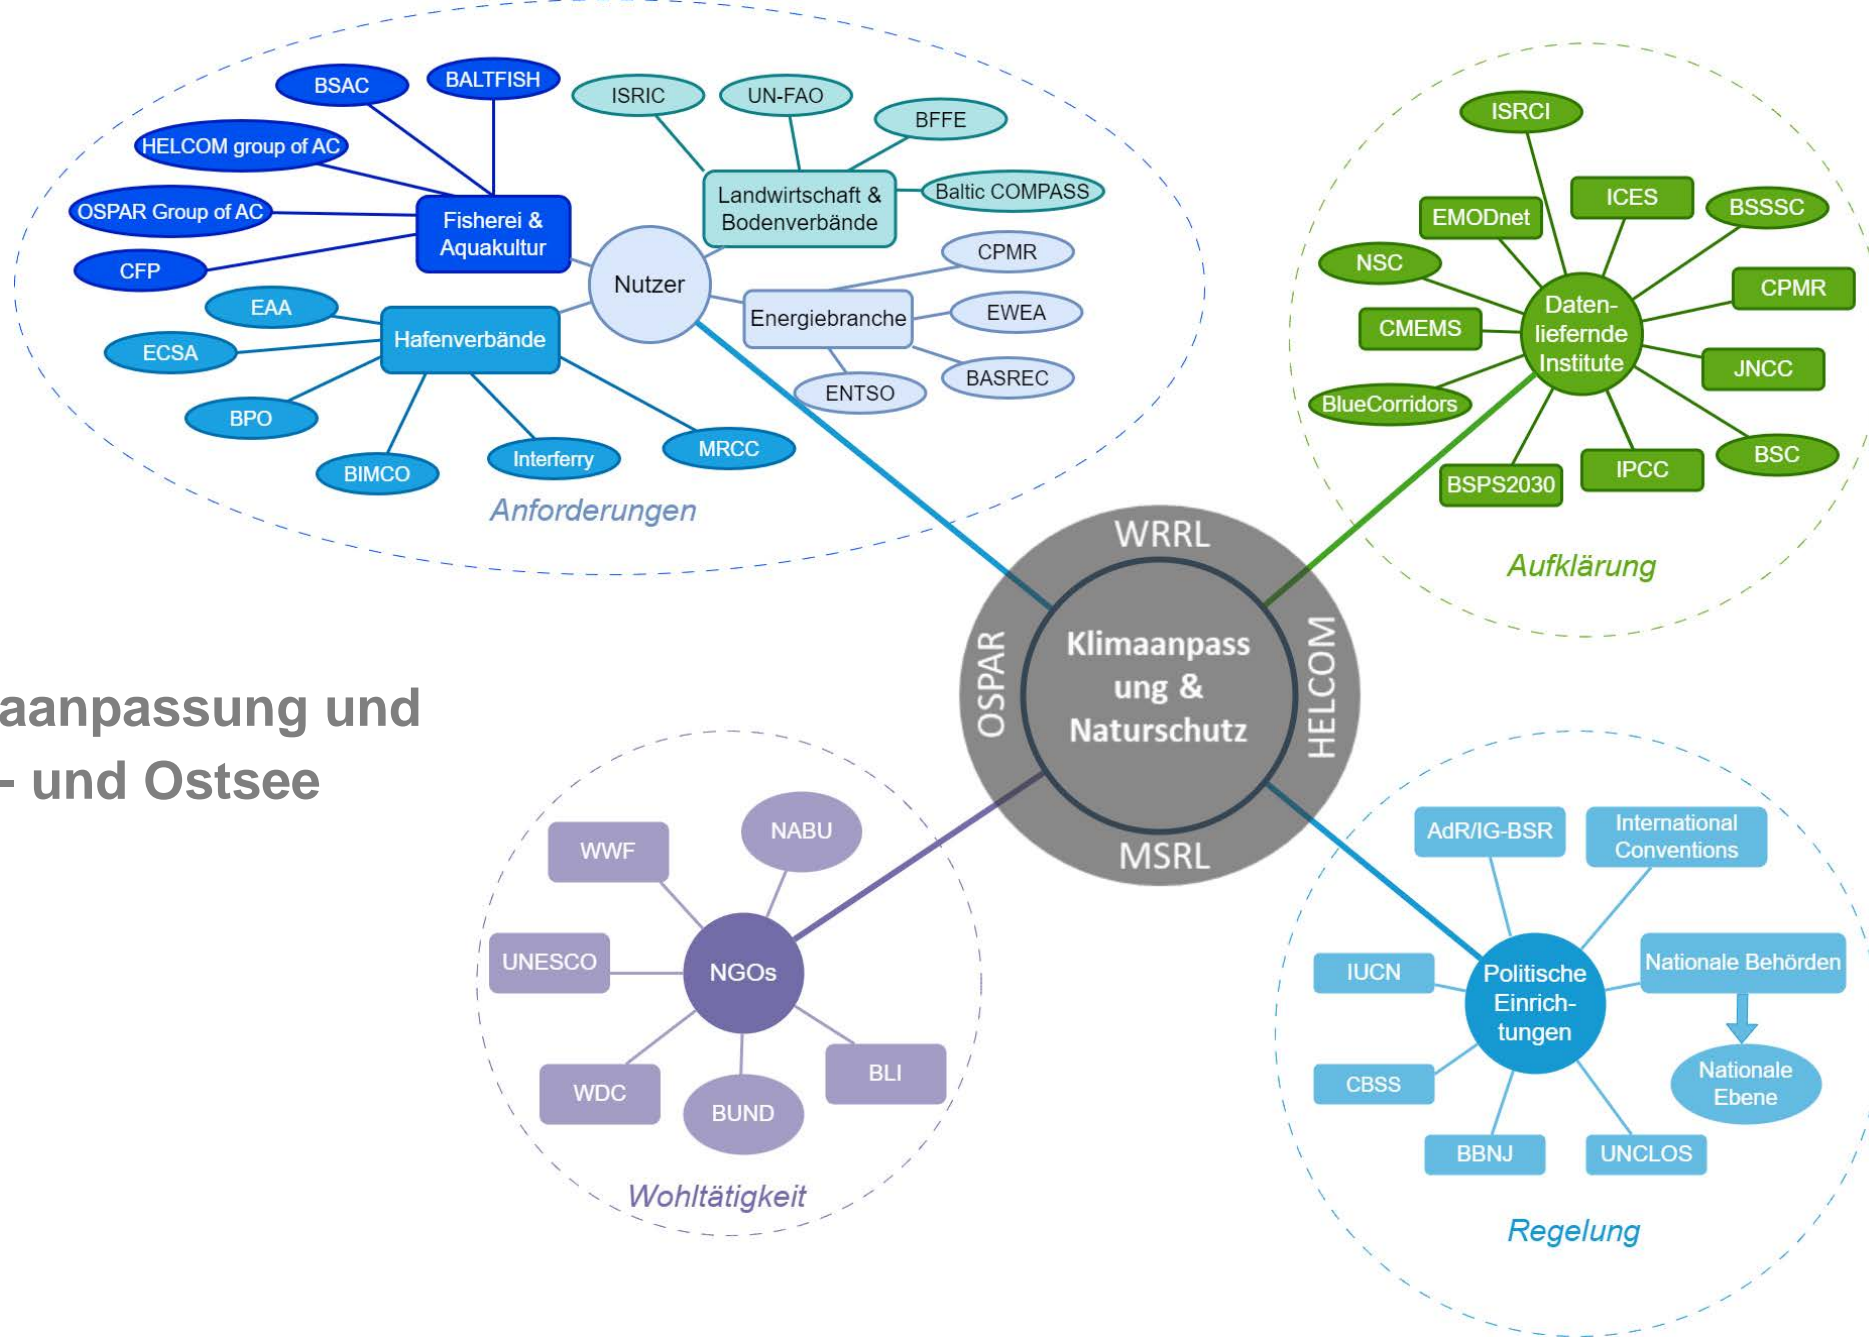 BSAC
BALTFISH
HELCOM group of AC
OSPAR Group of AC
CFP
Fisherei &
Aquakultur
ISRIC
UN-FAO
BFFE
Baltic COMPASS
Landwirtschaft &
Bodenverbände
Nutzer
CPMR
EWEA
BASREC
ENTSO
Energiebranche
EAA
ECSA
BPO
BIMCO
Interferry
MRCC
Hafenverbände
Anforderungen
ISRCI
ICES
BSSSC
EMODnet
NSC
CPMR
CMEMS
Daten-
liefernde
Institute
JNCC
BlueCorridors
BSC
IPCC
BSPS2030
Aufklärung
WRRL
OSPAR
HELCOM
MSRL
Klimaanpass
ung &
Naturschutz
aanpassung und
- und Ostsee
NABU
WWF
UNESCO
NGOs
WDC
BUND
BLI
Wohltätigkeit
AdR/IG-BSR
International
Conventions
IUCN
Politische
Einrich-
tungen
Nationale Behörden
Nationale
Ebene
CBSS
BBNJ
UNCLOS
Regelung